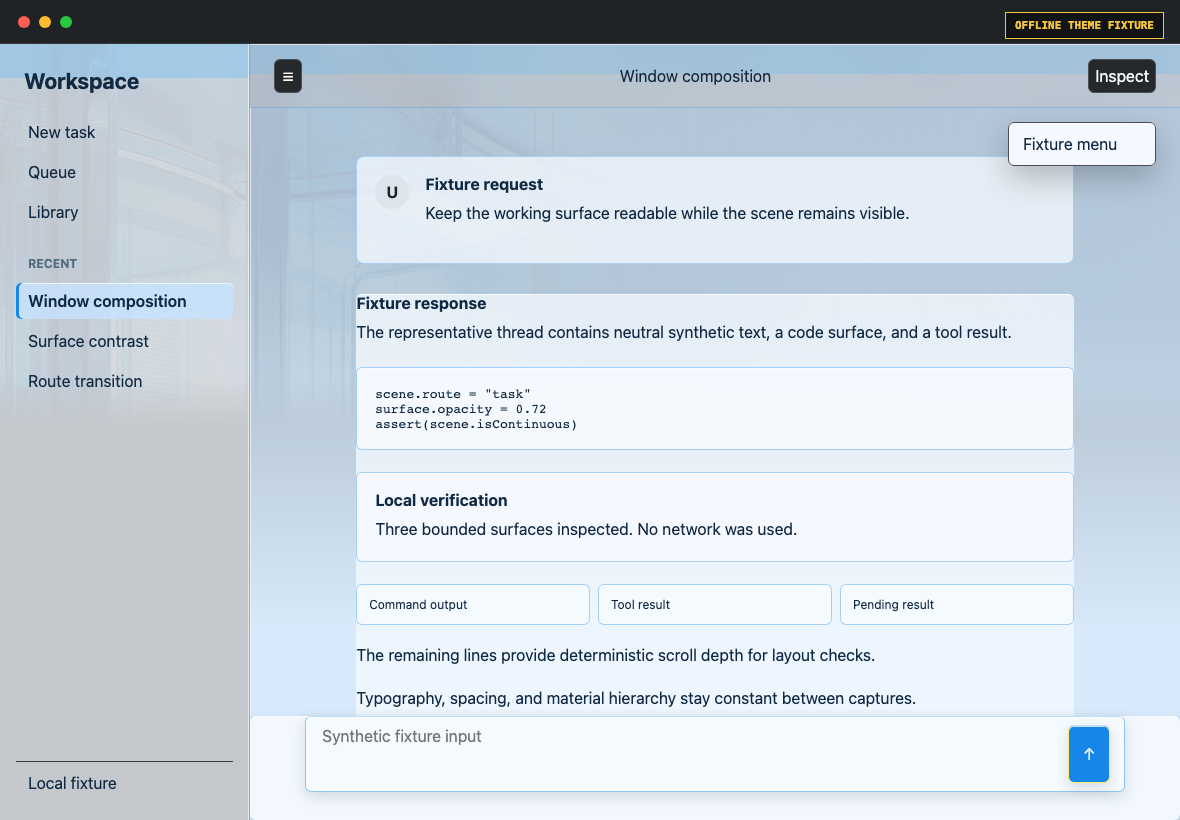 OFFLINE THEME FIXTURE
Workspace
New task
Queue
Library
RECENT
Window composition
Surface contrast
Route transition
Local fixture
Window composition
Inspect
Fixture menu
U
Fixture request
Keep the working surface readable while the scene remains visible.
Fixture response
The representative thread contains neutral synthetic text, a code surface, and a tool result.
scene.route = "task"
surface.opacity = 0.72
assert(scene.isContinuous)
Local verification
Three bounded surfaces inspected. No network was used.
Command output
Tool result
Pending result
The remaining lines provide deterministic scroll depth for layout checks.
Typography, spacing, and material hierarchy stay constant between captures.
Synthetic fixture input